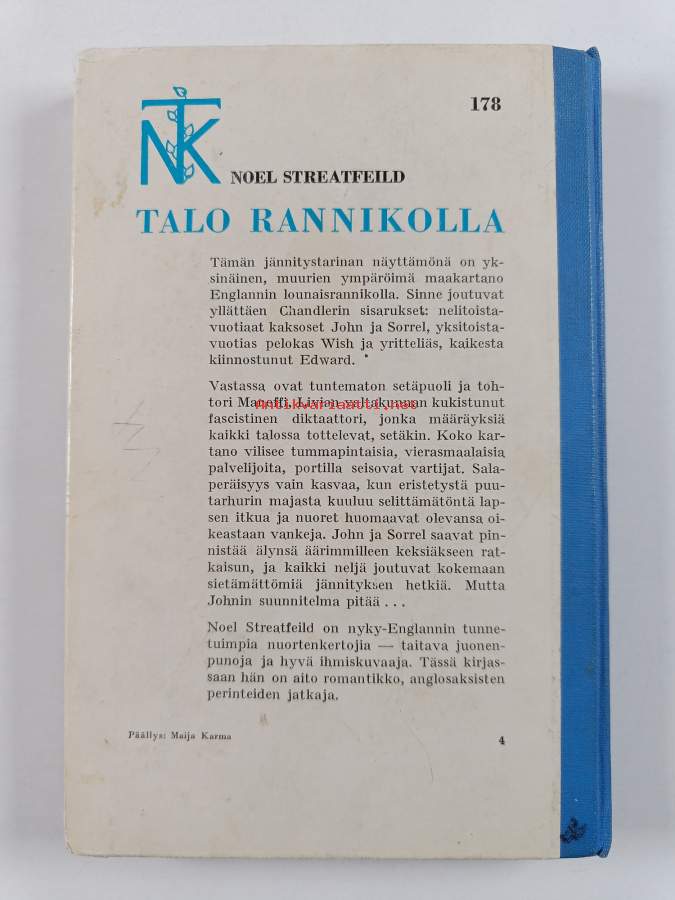 NTK
178
NOEL STREATFEILD
TALO RANNIKOLLA
Tämän jännitystarinan näyttämönä on yk-
sinäinen, muurien ympäröimä maakartano
Englannin lounaisrannikolla. Sinne joutuvat
yllättäen Chandlerin sisarukset: nelitoista-
vuotiaat kaksoset John ja Sorrel, yksitoista-
vuotias pelokas Wish ja yritteliäs, kaikesta
kiinnostunut Edward.
Vastassa ovat tuntematon setäpuoli ja toh-
tori Manoff, Livian valtakunnan kukistunut
Antikvariaatti.net
fascistinen diktaattori, jonka määräyksiä
kaikki talossa tottelevat, setäkin. Koko kar-
tano vilisee tummapintaisia, vierasmaalaisia
palvelijoita, portilla seisovat vartijat. Sala-
peräisyys vain kasvaa, kun eristetystä puu-
tarhurin majasta kuuluu selittämätöntä lap-
sen itkua ja nuoret huomaavat olevansa oi-
keastaan vankeja. John ja Sorrel saavat pin-
nistää älynsä äärimmilleen keksiäkseen rat-
kaisun, ja kaikki neljä joutuvat kokemaan
sietämättömiä jännityksen hetkiä. Mutta
Johnin suunnitelma pitää ...
Noel Streatfeild on nyky-Englannin tunne-
tuimpia nuortenkertojia — taitava juonen-
punoja ja hyvä ihmiskuvaaja. Tässä kirjas-
saan hän on aito romantikko, anglosaksisten
perinteiden jatkaja.
Päällys: Maija Karma
4